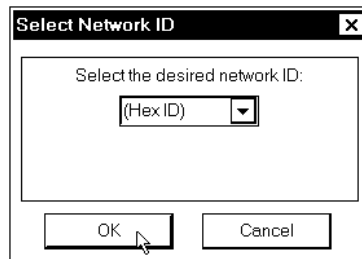 Select Network ID
Select the desired network ID:
(Hex ID)
OK
Cancel